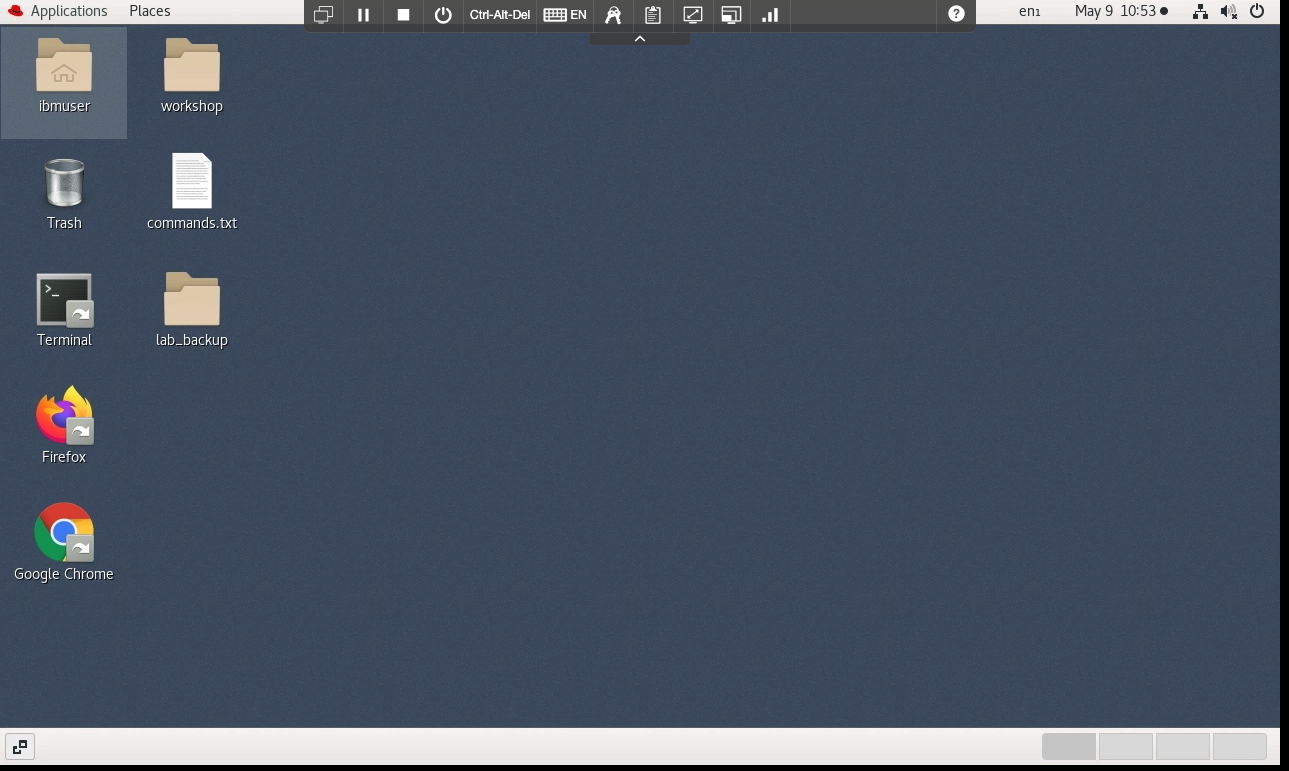 Applications Places Ctrl-Alt-Del EN ? en1 May 9 10:53
ibmuser workshop
Trash commands.txt
>_
Terminal lab_backup
Firefox
Google Chrome